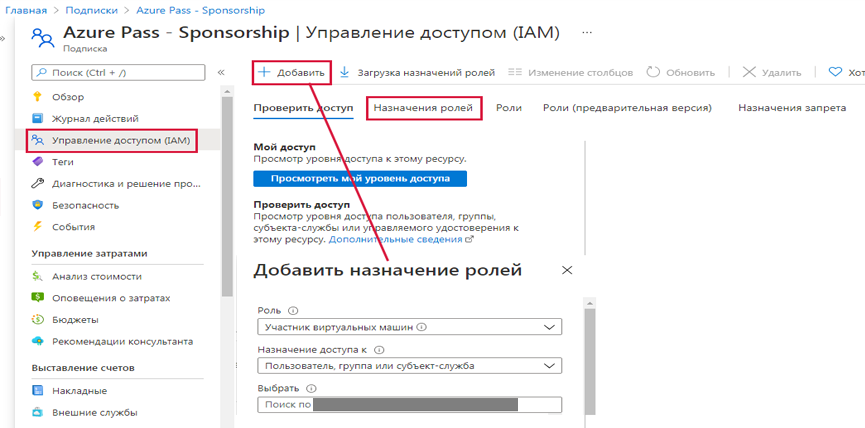 Главная > Подписки > Azure Pass - Sponsorship
Azure Pass - Sponsorship | Управление доступом (IAM) ...
Подписка
Поиск (Ctrl + /)
«
Обзор
Журнал действий
Управление доступом (IAM)
Теги
Диагностика и решение про...
Безопасность
События
Управление затратами
Анализ стоимости
Оповещения о затратах
Бюджеты
Рекомендации консультанта
Выставление счетов
Накладные
Внешние службы
+ Добавить
Загрузка назначений ролей
Изменение столбцов
Обновить
Удалить
Хот
Проверить доступ
Назначения ролей
Роли
Роли (предварительная версия)
Назначения запрета
Мой доступ
Просмотр уровня доступа к этому ресурсу.
Просмотреть мой уровень доступа
Проверить доступ
Просмотр уровня доступа пользователя, группы,
субъекта-службы или управляемого удостоверения к
этому ресурсу. Дополнительные сведения
Добавить назначение ролей
Роль
Участник виртуальных машин
Назначение доступа к
Пользователь, группа или субъект-служба
Выбрать
Поиск по